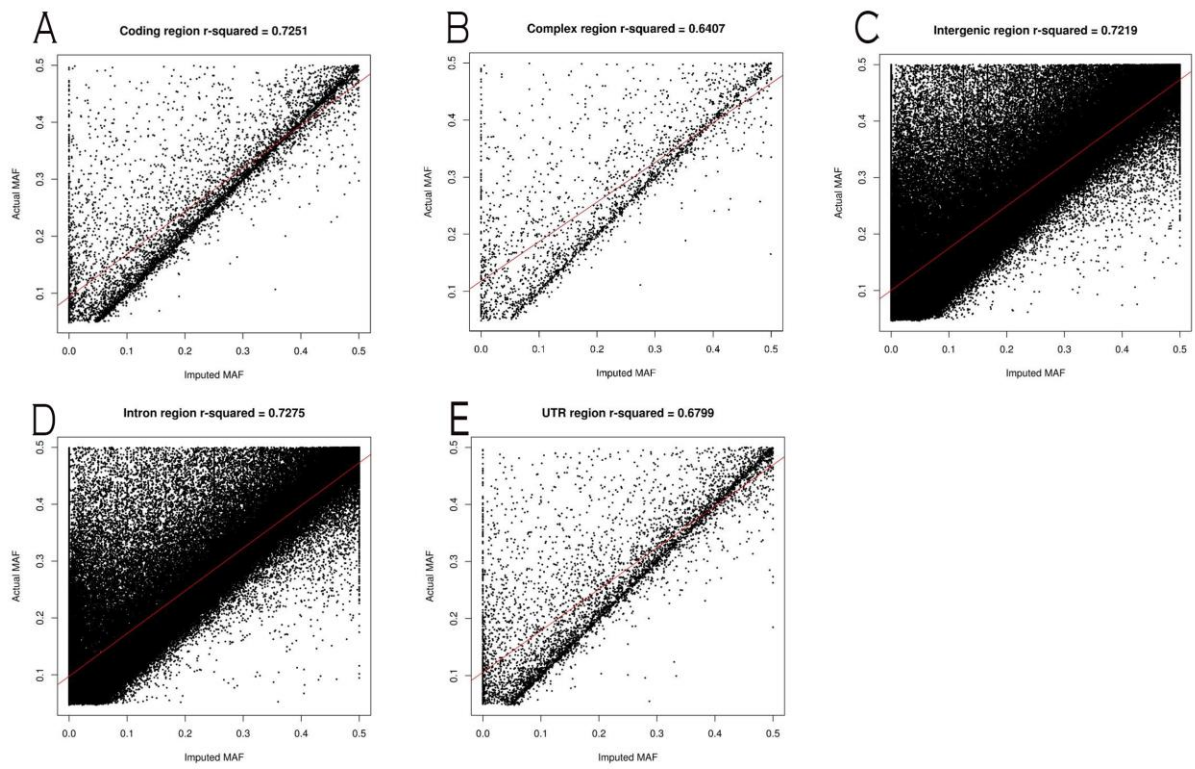 A
Coding region r-squared = 0.7251
Actual MAF
0.5
0.4
0.3
0.2
0.1
0.0 0.1 0.2 0.3 0.4 0.5
Imputed MAF
B
Complex region r-squared = 0.6407
Actual MAF
0.5
0.4
0.3
0.2
0.1
0.0 0.1 0.2 0.3 0.4 0.5
Imputed MAF
C
Intergenic region r-squared = 0.7219
Actual MAF
0.5
0.4
0.3
0.2
0.1
0.0 0.1 0.2 0.3 0.4 0.5
Imputed MAF
D
Intron region r-squared = 0.7275
Actual MAF
0.5
0.4
0.3
0.2
0.1
0.0 0.1 0.2 0.3 0.4 0.5
Imputed MAF
E
UTR region r-squared = 0.6799
Actual MAF
0.5
0.4
0.3
0.2
0.1
0.0 0.1 0.2 0.3 0.4 0.5
Imputed MAF